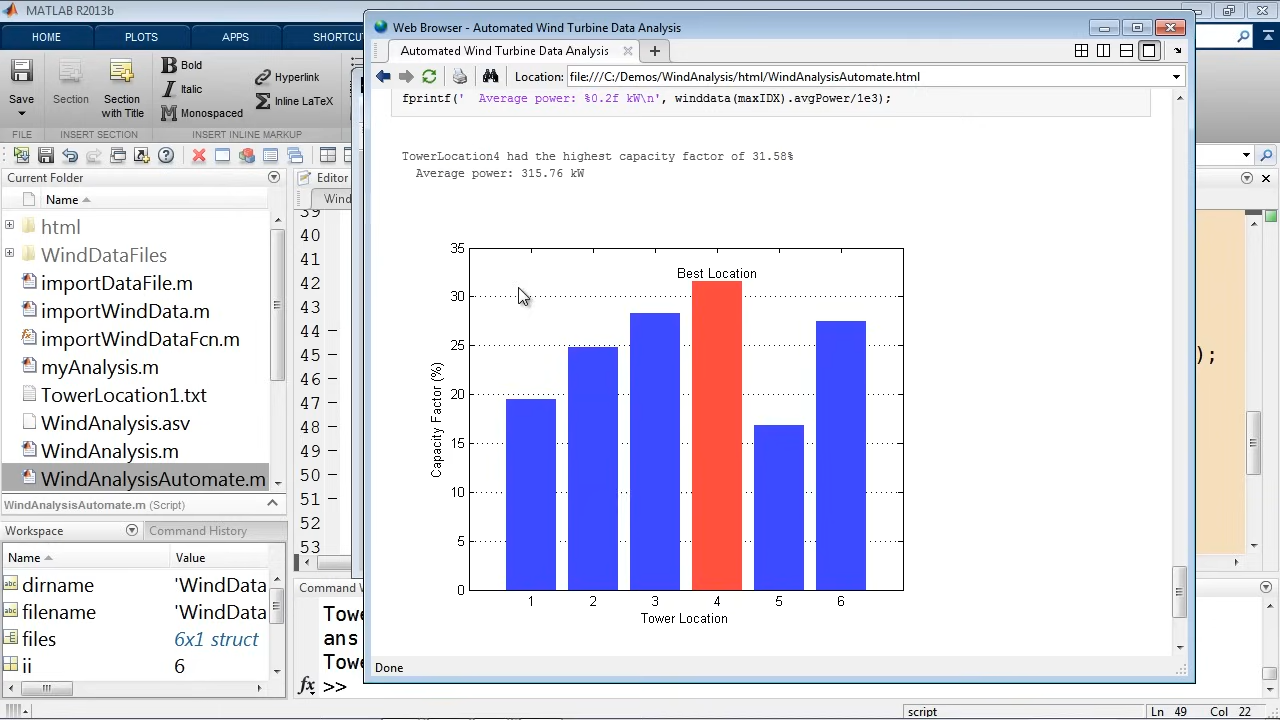 MATLAB R2013b
HOME
PLOTS
APPS
SHORTCU
Save
Section
Section with Title
Bold
Italic
Monospaced
Hyperlink
Inline LaTeX
FILE
INSERT SECTION
INSERT INLINE MARKUP
Current Folder
Name
html
WindDataFiles
importDataFile.m
importWindData.m
importWindDataFcn.m
myAnalysis.m
TowerLocation1.txt
WindAnalysis.asv
WindAnalysis.m
WindAnalysisAutomate.m
WindAnalysisAutomate.m (Script)
Workspace
Command History
Name
Value
dirname
'WindData
filename
'WindData
files
6x1 struct
ii
6
Editor
Wind
39
40
41
42
43
44 –
45 –
46 –
47 –
48 –
49 –
50 –
51 –
52
53
);
Command W
Towe
ans
Towe
fx >>
Web Browser - Automated Wind Turbine Data Analysis
Automated Wind Turbine Data Analysis
Location:
file:///C:/Demos/WindAnalysis/html/WindAnalysisAutomate.html
fprintf('  Average power: %0.2f kW\n', winddata(maxIDX).avgPower/1e3);
TowerLocation4 had the highest capacity factor of 31.58%
Average power: 315.76 kW
35
30
25
20
15
10
5
0
Capacity Factor (%)
Best Location
1 2 3 4 5 6
Tower Location
Done
script
Ln 49 Col 22